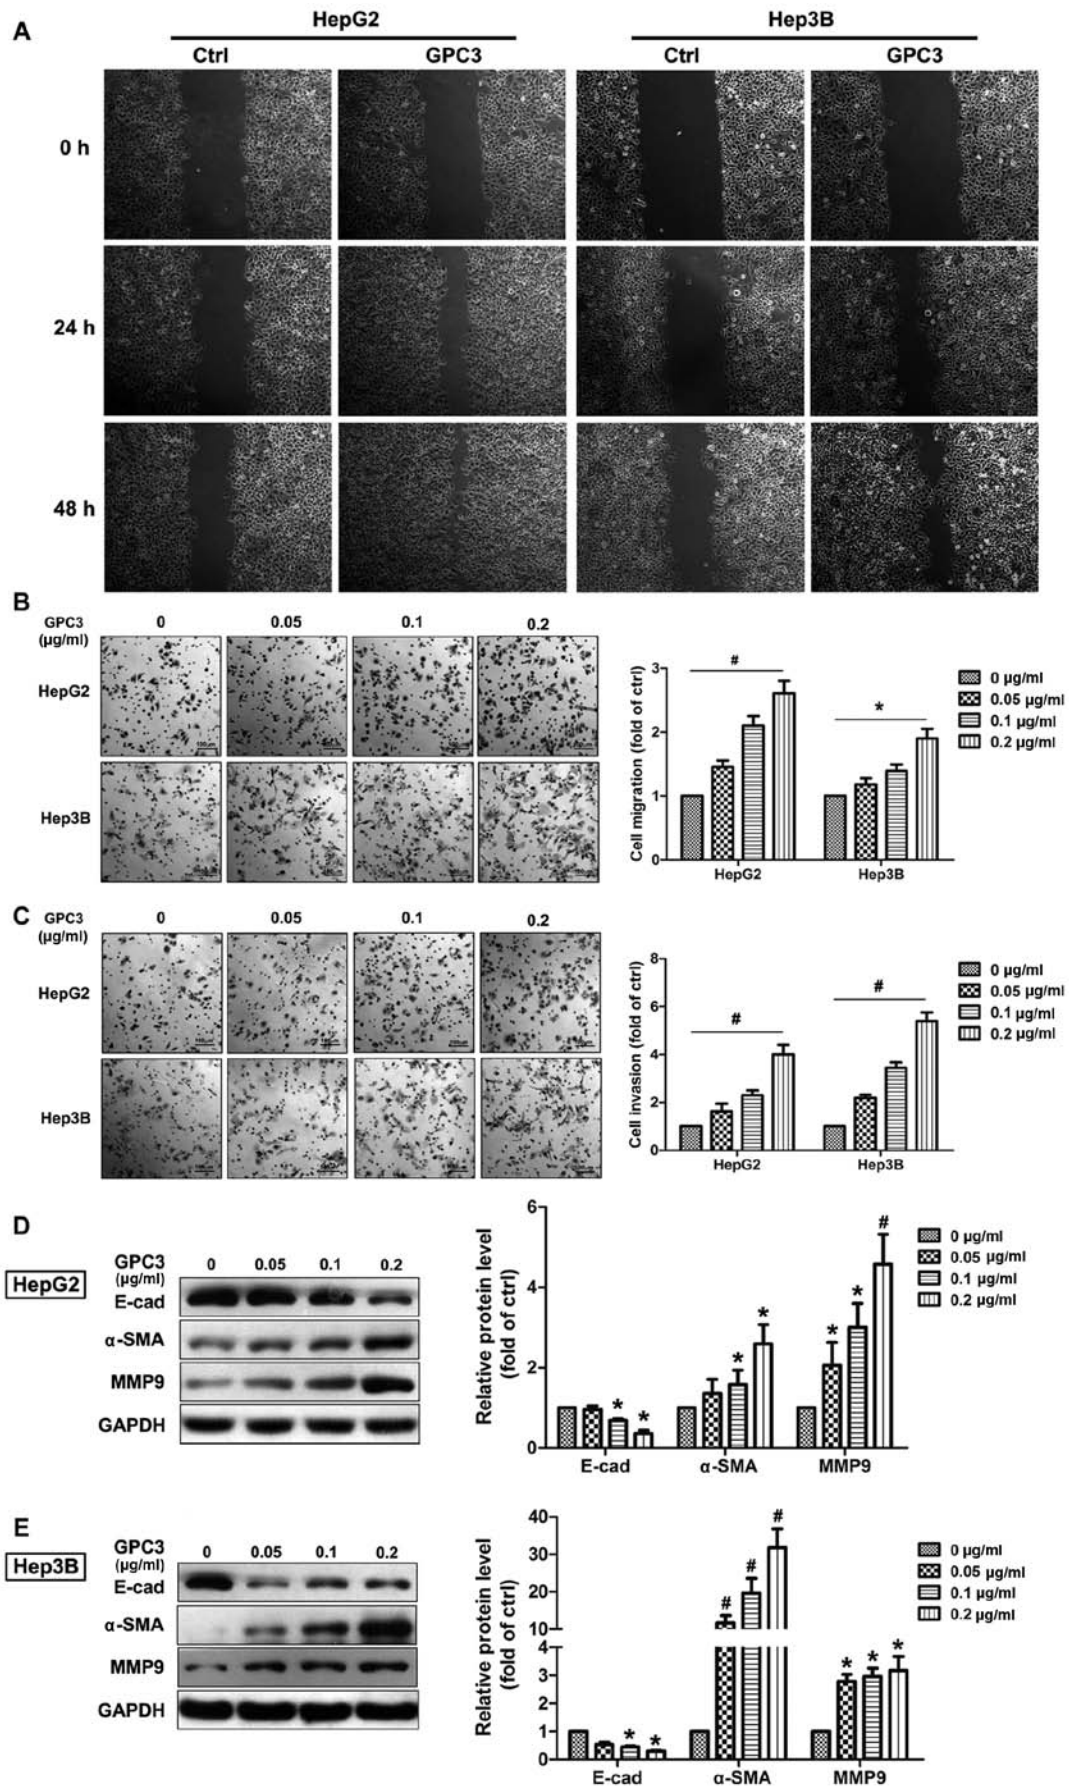 A
HepG2
Hep3B
Ctrl
GPC3
Ctrl
GPC3
0 h
24 h
48 h
B
GPC3
(µg/ml)
0
0.05
0.1
0.2
HepG2
Hep3B
Cell migration (fold of ctrl)
3
2
1
0
#
*
HepG2
Hep3B
0 µg/ml
0.05 µg/ml
0.1 µg/ml
0.2 µg/ml
C
GPC3
(µg/ml)
0
0.05
0.1
0.2
HepG2
Hep3B
Cell invasion (fold of ctrl)
8
6
4
2
0
#
#
HepG2
Hep3B
0 µg/ml
0.05 µg/ml
0.1 µg/ml
0.2 µg/ml
D
HepG2
GPC3
(µg/ml)
0
0.05
0.1
0.2
E-cad
α-SMA
MMP9
GAPDH
Relative protein level
(fold of ctrl)
6
4
2
0
* *
* *
* * #
E-cad
α-SMA
MMP9
0 µg/ml
0.05 µg/ml
0.1 µg/ml
0.2 µg/ml
E
Hep3B
GPC3
(µg/ml)
0
0.05
0.1
0.2
E-cad
α-SMA
MMP9
GAPDH
Relative protein level
(fold of ctrl)
40
30
20
10
4
3
2
1
0
* *
# # #
* * *
E-cad
α-SMA
MMP9
0 µg/ml
0.05 µg/ml
0.1 µg/ml
0.2 µg/ml